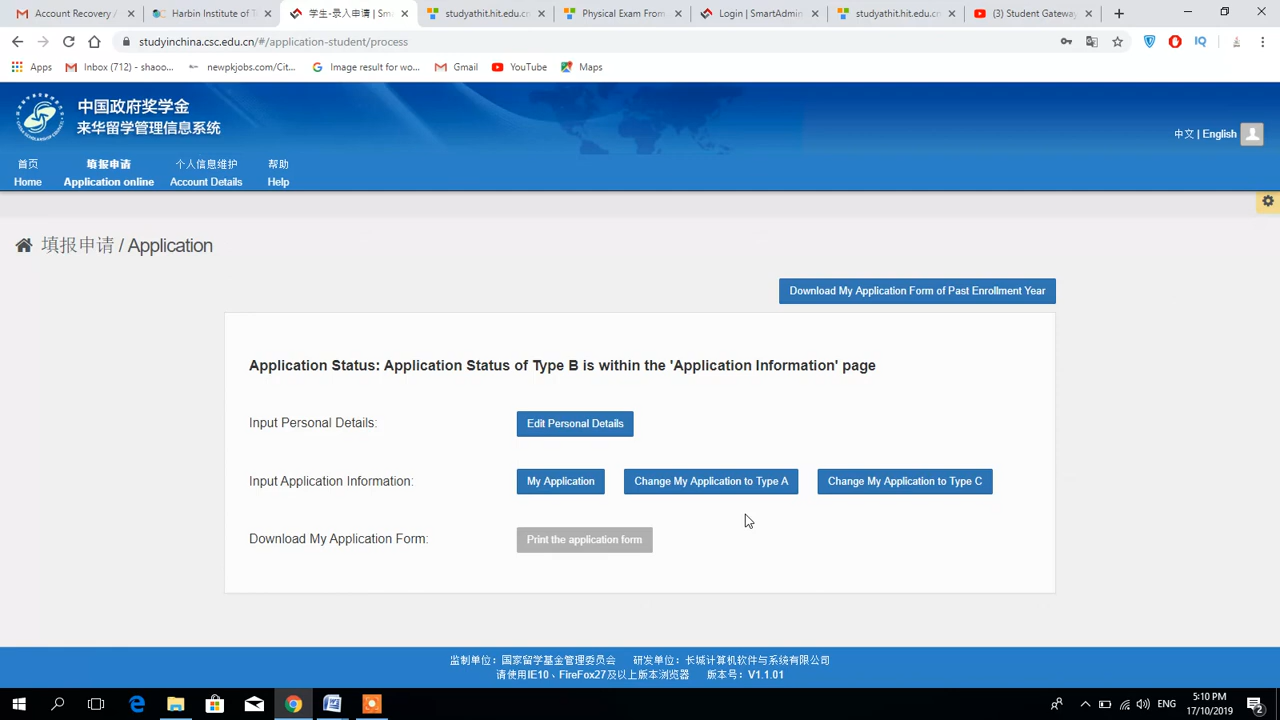 Account Recovery /
Harbin Institute of T
学生-录入申请 | Sma
studyathit.hit.edu.cn
Physical Exam From
Login | SmartAdmin
studyathit.hit.edu.cn
(3) Student Gateway
studyinchina.csc.edu.cn/#/application-student/process
Apps
Inbox (712) - shaoo...
newpkjobs.com/Cit...
Image result for wo...
Gmail
YouTube
Maps
中国政府奖学金
来华留学管理信息系统
中文 | English
首页 填报申请 个人信息维护 帮助
Home Application online Account Details Help
填报申请 / Application
Download My Application Form of Past Enrollment Year
Application Status: Application Status of Type B is within the 'Application Information' page
Input Personal Details: Edit Personal Details
Input Application Information: My Application Change My Application to Type A Change My Application to Type C
Download My Application Form: Print the application form
监制单位：国家留学基金管理委员会 研发单位：长城计算机软件与系统有限公司
请使用IE10、FireFox27及以上版本浏览器 版本号：V1.1.01
ENG
5:10 PM
17/10/2019
2